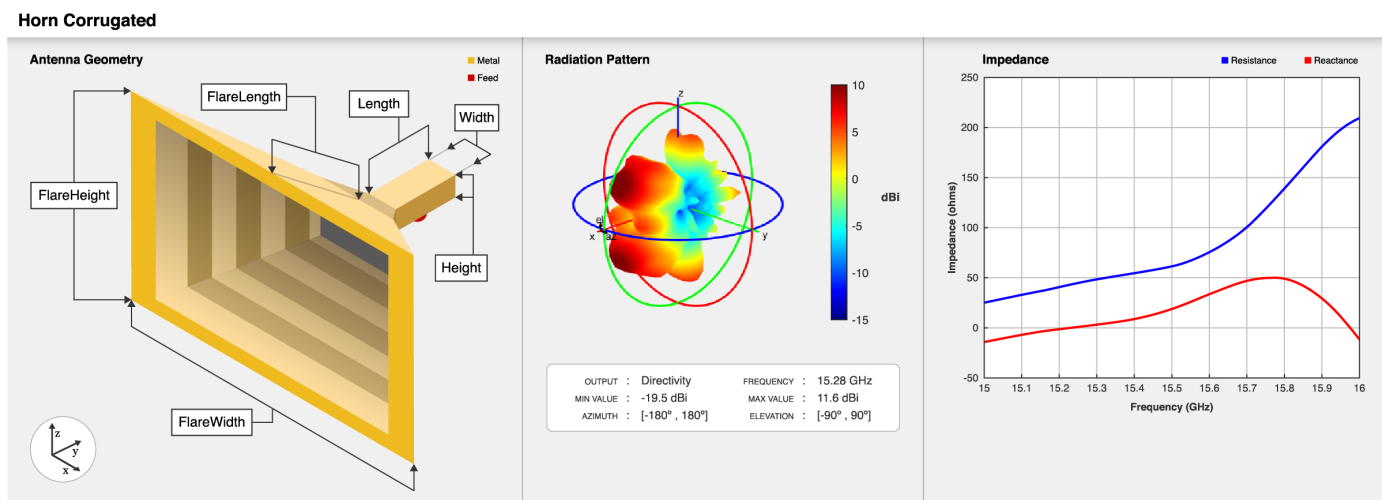 Horn Corrugated
Antenna Geometry
Metal
Feed
FlareLength
Length
Width
FlareHeight
Height
FlareWidth
z
y
x
Radiation Pattern
z
el
x
az
y
10
5
0
-5
-10
-15
dBi
OUTPUT : Directivity FREQUENCY : 15.28 GHz
MIN VALUE : -19.5 dBi MAX VALUE : 11.6 dBi
AZIMUTH : [-180° , 180°] ELEVATION : [-90° , 90°]
Impedance
Resistance Reactance
250
200
150
100
50
0
-50
Impedance (ohms)
15 15.1 15.2 15.3 15.4 15.5 15.6 15.7 15.8 15.9 16
Frequency (GHz)